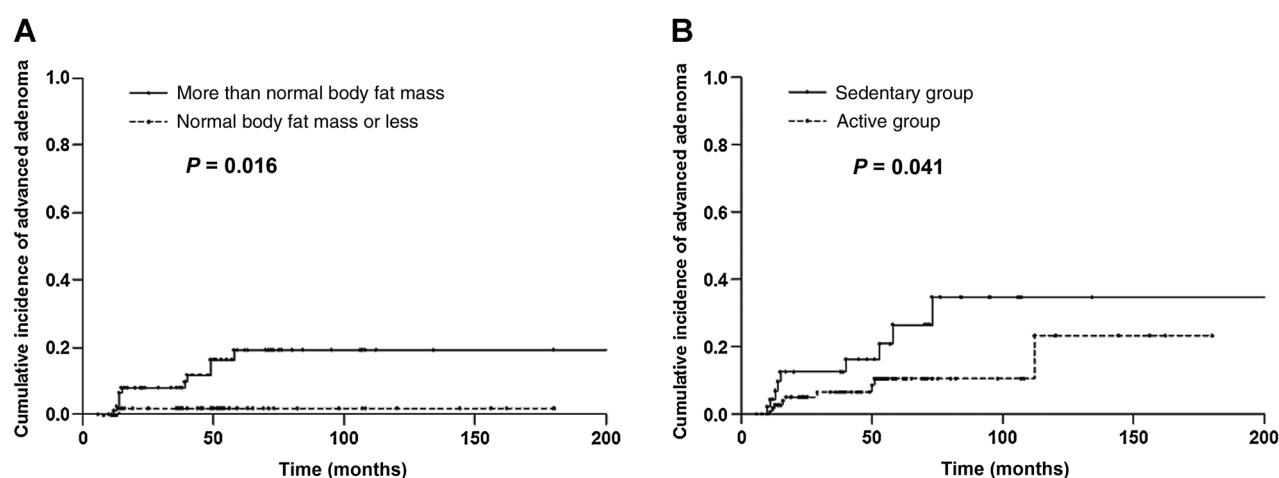 A
Cumulative incidence of advanced adenoma
1.0
0.8
0.6
0.4
0.2
0.0
More than normal body fat mass
Normal body fat mass or less
P = 0.016
0 50 100 150 200
Time (months)
B
Cumulative incidence of advanced adenoma
1.0
0.8
0.6
0.4
0.2
0.0
Sedentary group
Active group
P = 0.041
0 50 100 150 200
Time (months)